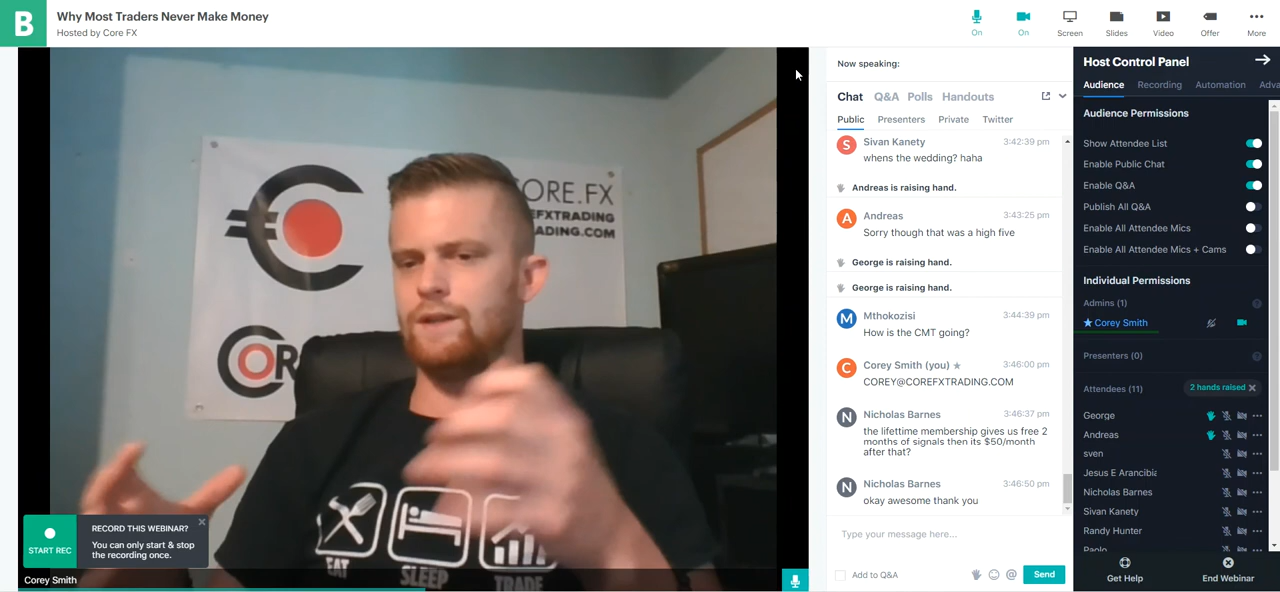 B
Why Most Traders Never Make Money
Hosted by Core FX
On
On
Screen
Slides
Video
Offer
More
CORE.FX
EFXTRADING
ADING.COM
COR
EAT
SLEEP
TRADE
START REC
RECORD THIS WEBINAR?
You can only start & stop
the recording once.
Corey Smith
Now speaking:
Chat
Q&A
Polls
Handouts
Public
Presenters
Private
Twitter
S
Sivan Kanety
3:42:39 pm
whens the wedding? haha
Andreas is raising hand.
A
Andreas
3:43:25 pm
Sorry though that was a high five
George is raising hand.
George is raising hand.
M
Mthokozisi
3:44:39 pm
How is the CMT going?
C
Corey Smith (you)
3:46:00 pm
COREY@COREFXTRADING.COM
N
Nicholas Barnes
3:46:37 pm
the lifettime membership gives us free 2
months of signals then its $50/month
after that?
N
Nicholas Barnes
3:46:50 pm
okay awesome thank you
Type your message here...
Add to Q&A
@
Send
Host Control Panel
Audience
Recording
Automation
Adva
Audience Permissions
Show Attendee List
Enable Public Chat
Enable Q&A
Publish All Q&A
Enable All Attendee Mics
Enable All Attendee Mics + Cams
Individual Permissions
Admins (1)
Corey Smith
Presenters (0)
Attendees (11)
2 hands raised
George
Andreas
sven
Jesus E Arancibia
Nicholas Barnes
Sivan Kanety
Randy Hunter
Paolo
Get Help
End Webinar